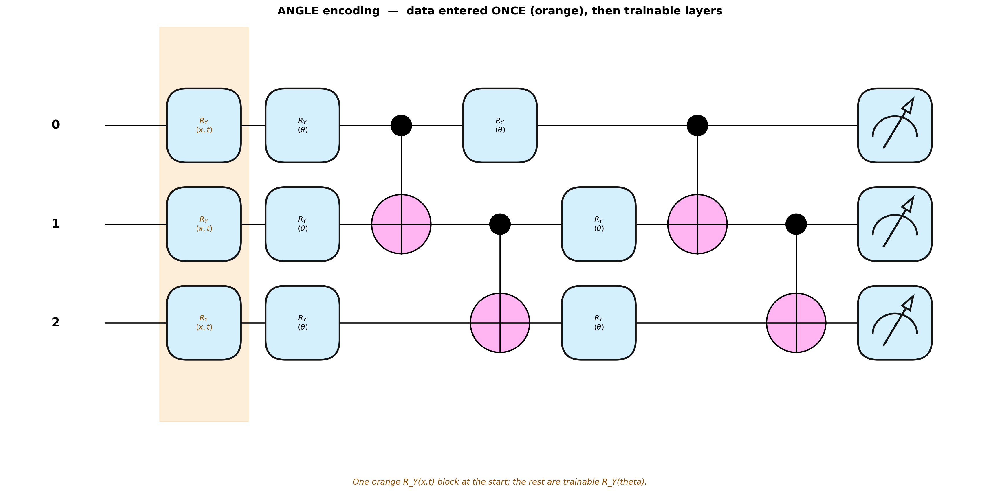 ANGLE encoding — data entered ONCE (orange), then trainable layers
0
R_Y
(x, t)
R_Y
(θ)
R_Y
(θ)
1
R_Y
(x, t)
R_Y
(θ)
R_Y
(θ)
2
R_Y
(x, t)
R_Y
(θ)
R_Y
(θ)
One orange R_Y(x,t) block at the start; the rest are trainable R_Y(theta).